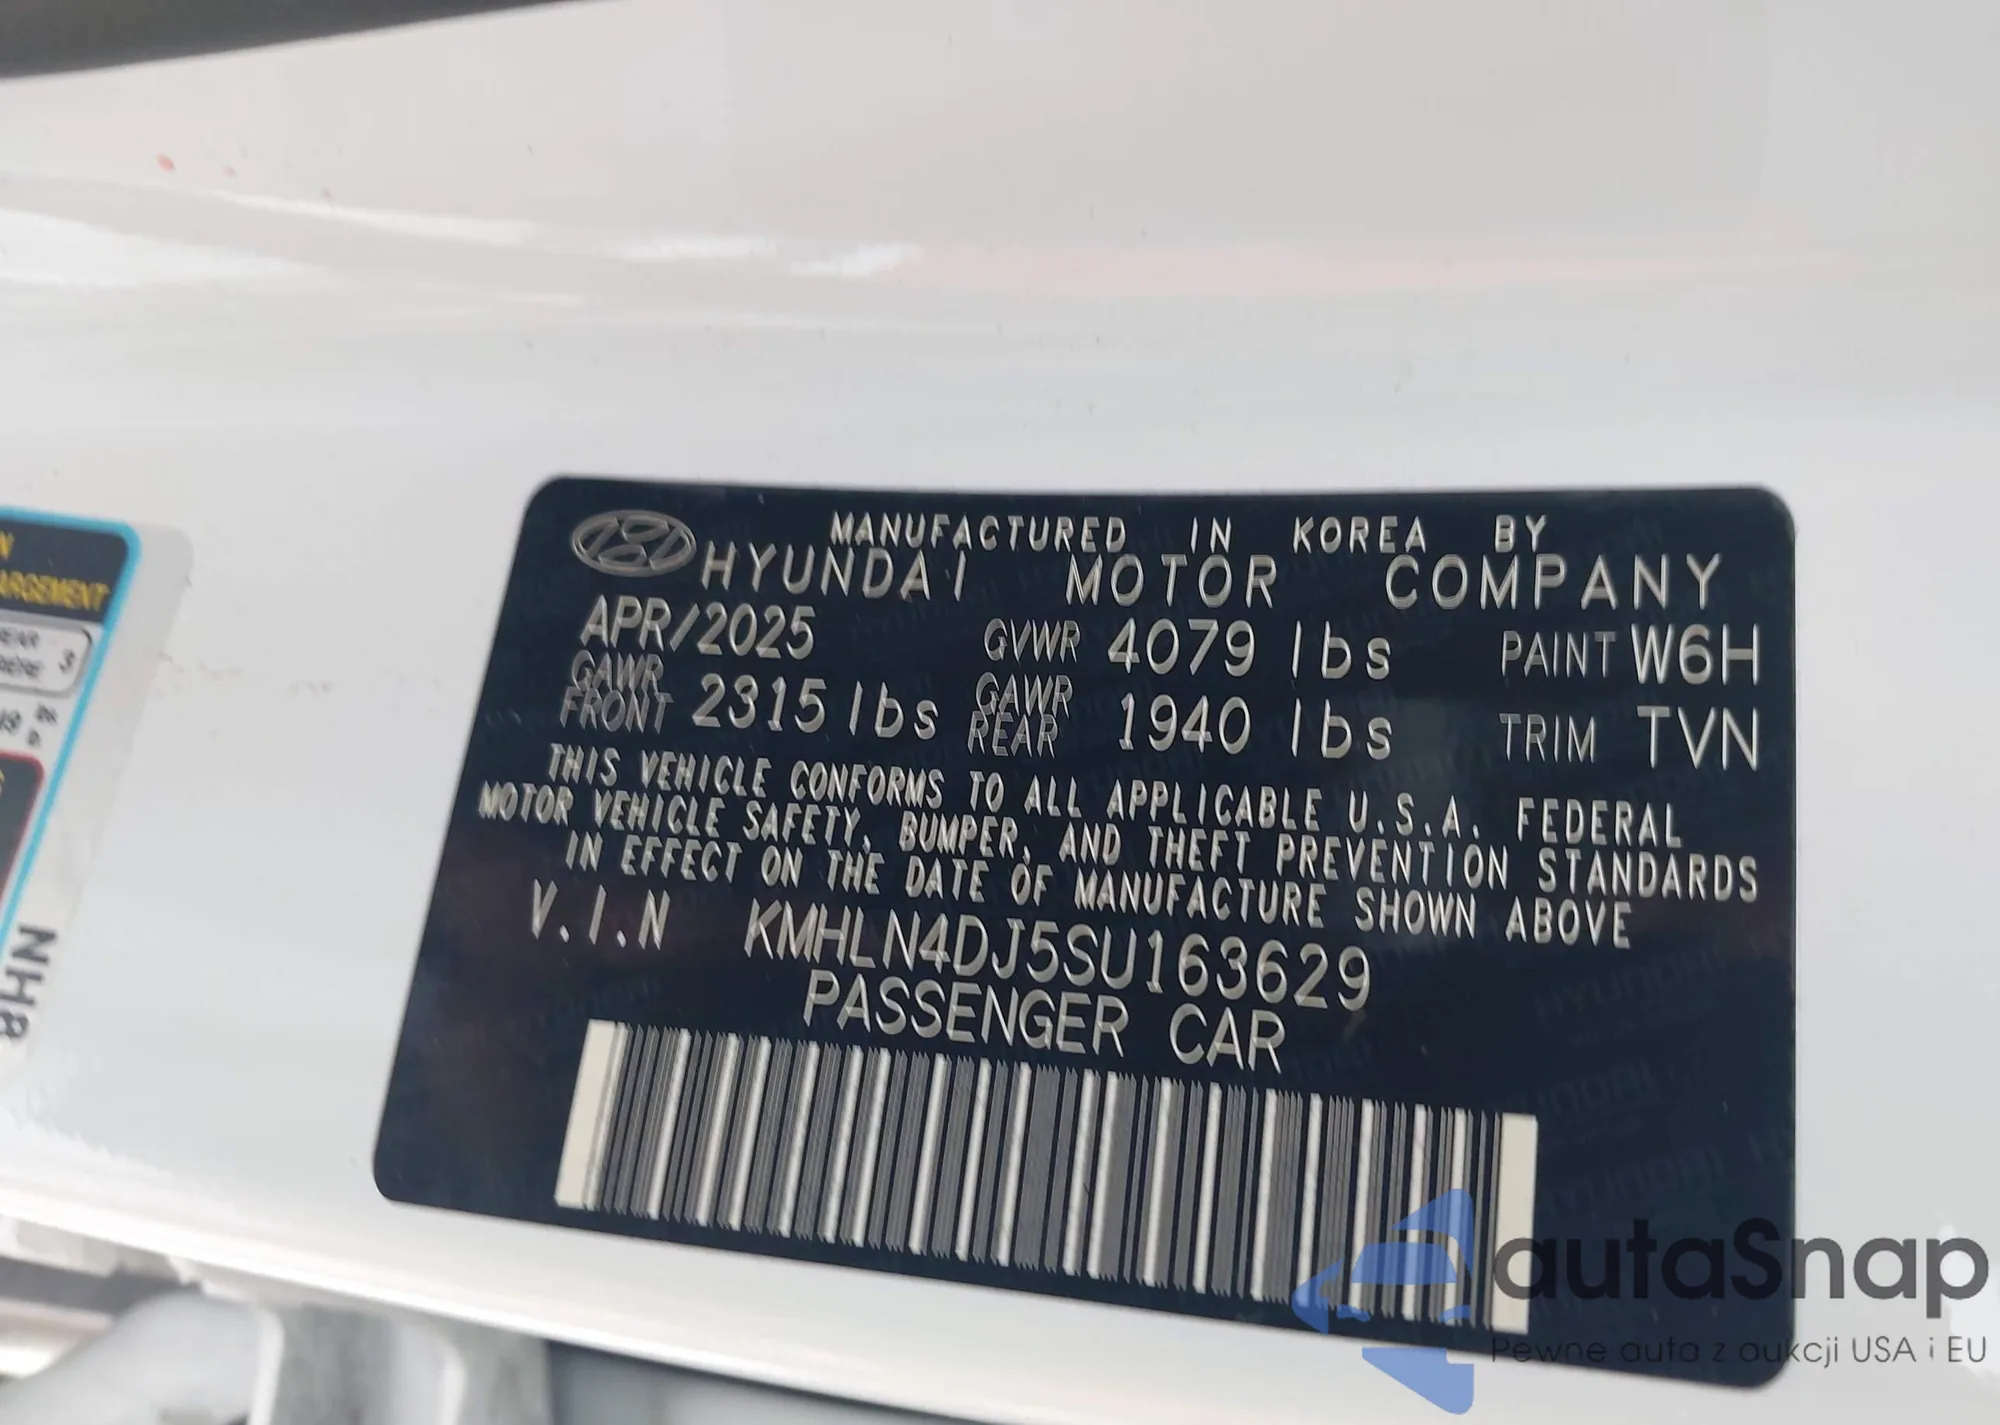 MANUFACTURED IN KOREA BY
HYUNDAI MOTOR COMPANY
APR/2025 GVWR 4079 lbs PAINT W6H
GAWR FRONT 2315 lbs GAWR REAR 1940 lbs TRIM TVN
THIS VEHICLE CONFORMS TO ALL APPLICABLE U.S.A. FEDERAL
MOTOR VEHICLE SAFETY, BUMPER, AND THEFT PREVENTION STANDARDS
IN EFFECT ON THE DATE OF MANUFACTURE SHOWN ABOVE
V.I.N KMHLN4DJ5SU163629
PASSENGER CAR
NH8
autaSnap
Pewne auta z aukcji USA i EU